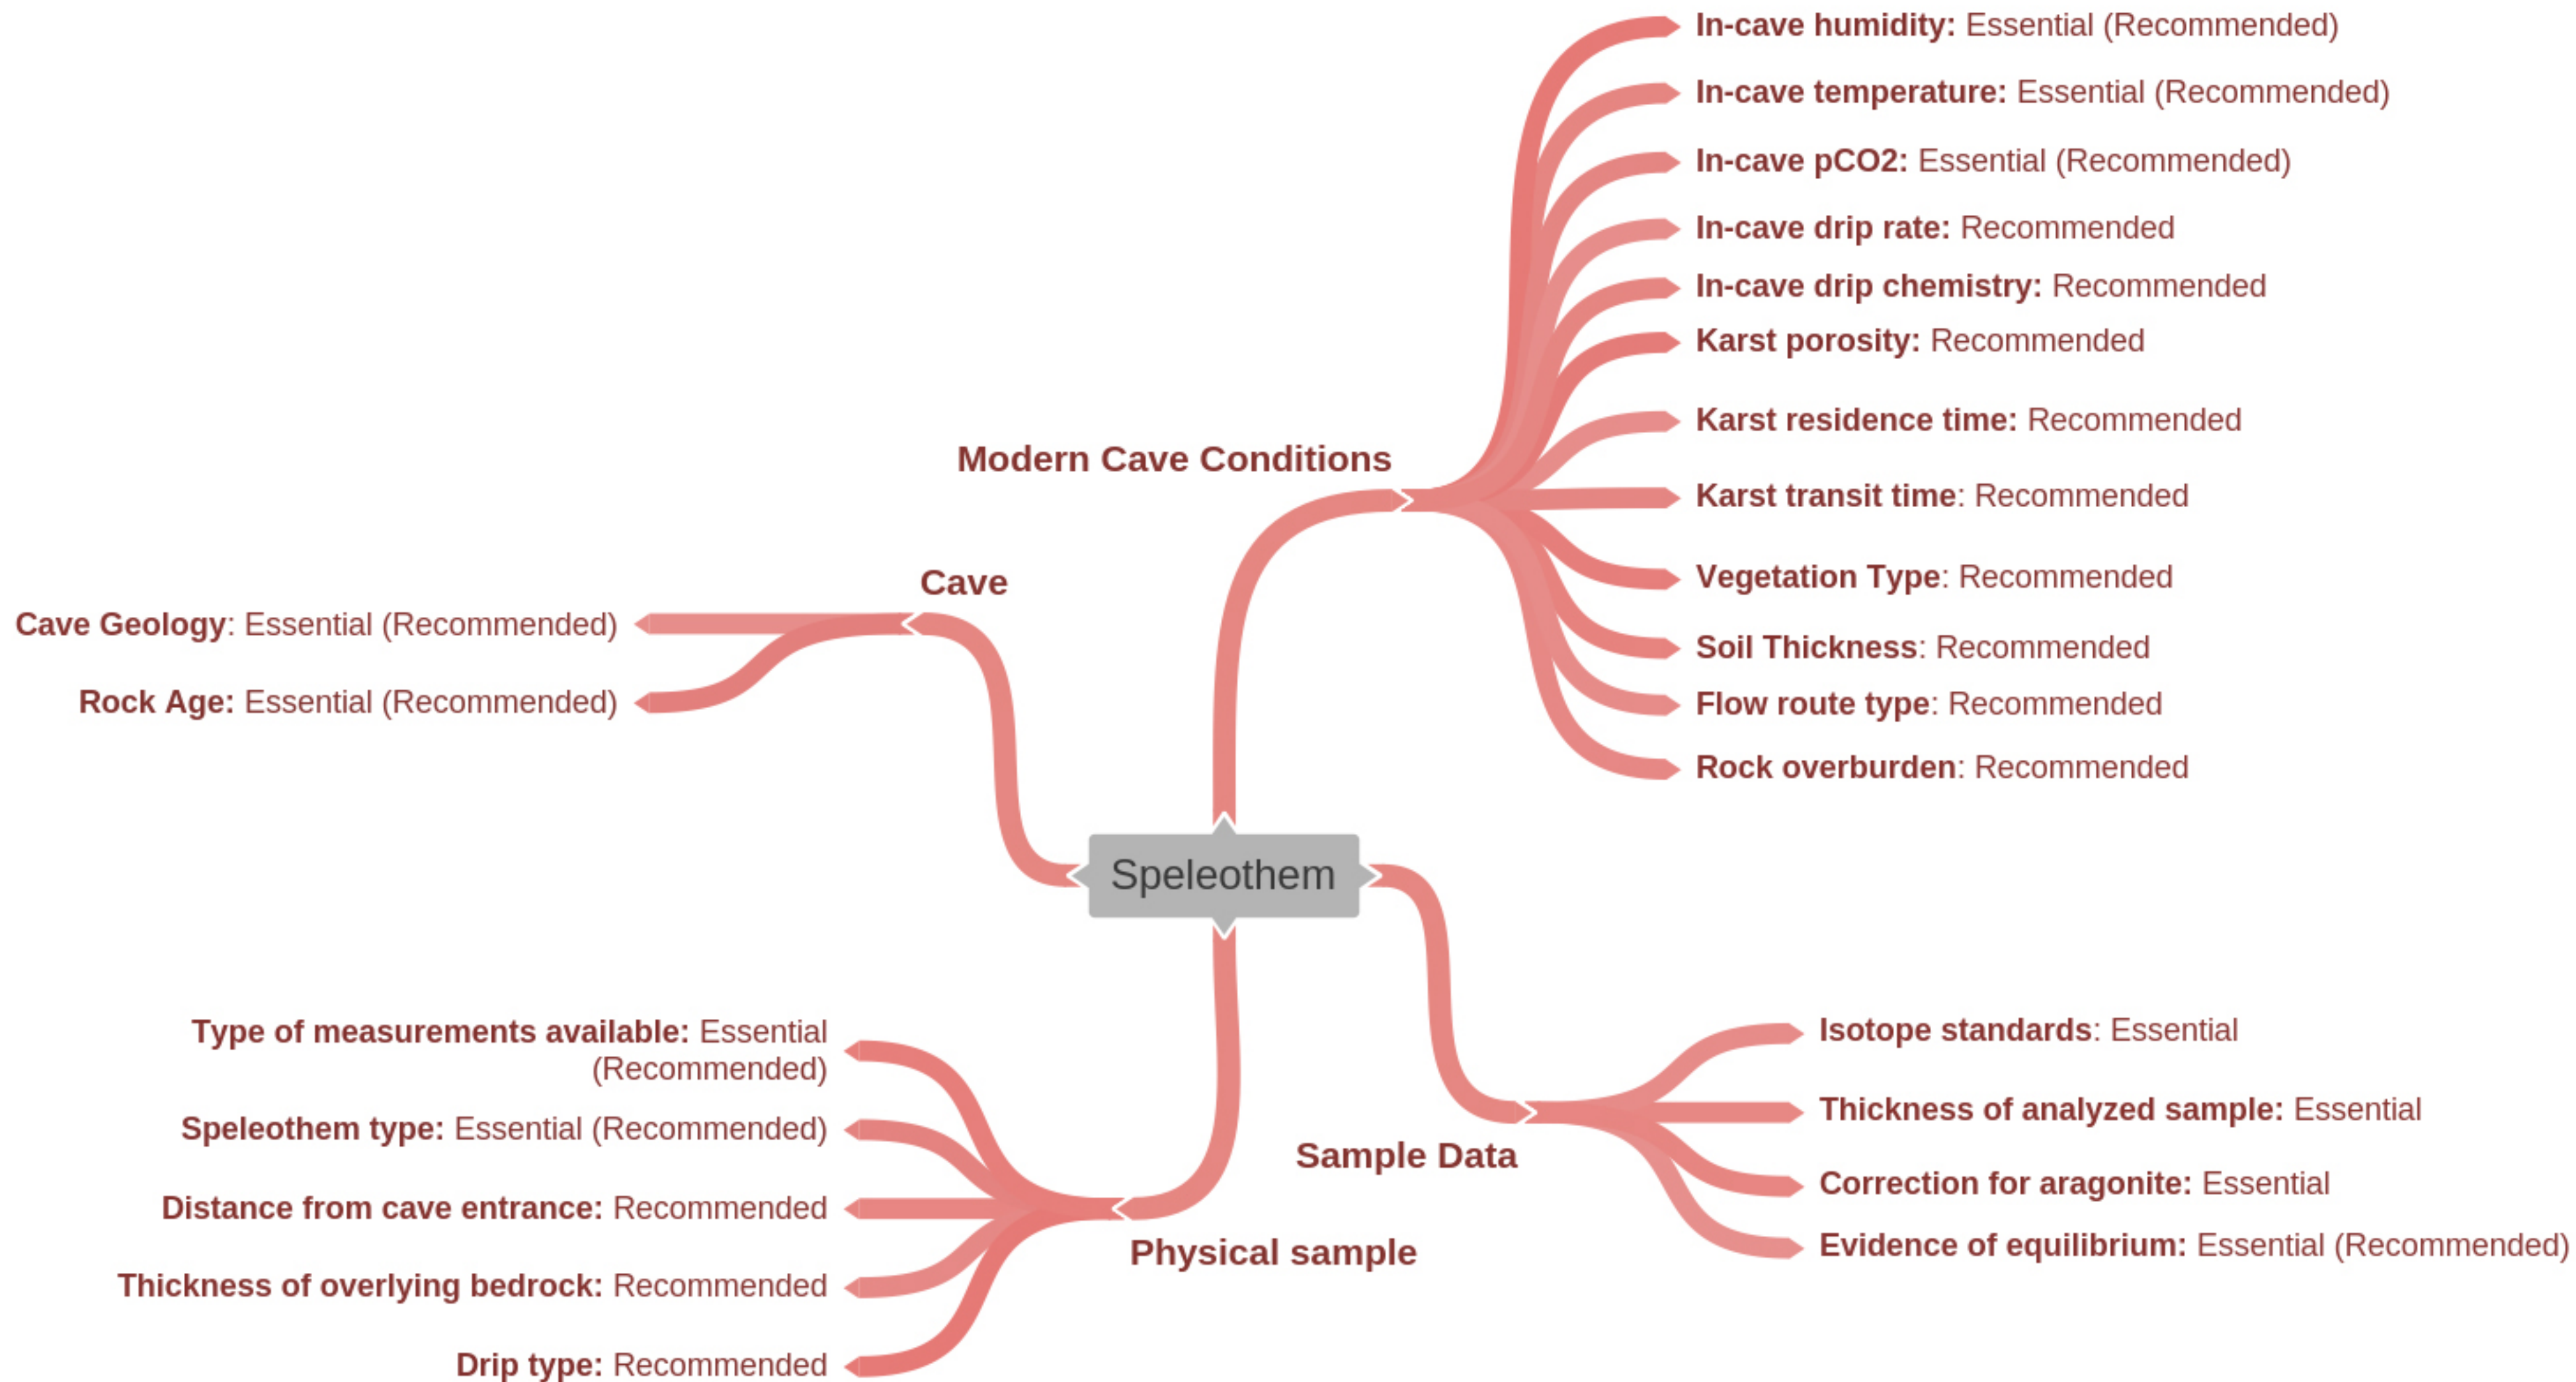 In-cave humidity: Essential (Recommended)
In-cave temperature: Essential (Recommended)
In-cave pCO2: Essential (Recommended)
In-cave drip rate: Recommended
In-cave drip chemistry: Recommended
Karst porosity: Recommended
Karst residence time: Recommended
Modern Cave Conditions
Karst transit time: Recommended
Vegetation Type: Recommended
Soil Thickness: Recommended
Flow route type: Recommended
Rock overburden: Recommended
Cave
Cave Geology: Essential (Recommended)
Rock Age: Essential (Recommended)
Speleothem
Type of measurements available: Essential
(Recommended)
Speleothem type: Essential (Recommended)
Distance from cave entrance: Recommended
Thickness of overlying bedrock: Recommended
Drip type: Recommended
Physical sample
Sample Data
Isotope standards: Essential
Thickness of analyzed sample: Essential
Correction for aragonite: Essential
Evidence of equilibrium: Essential (Recommended)